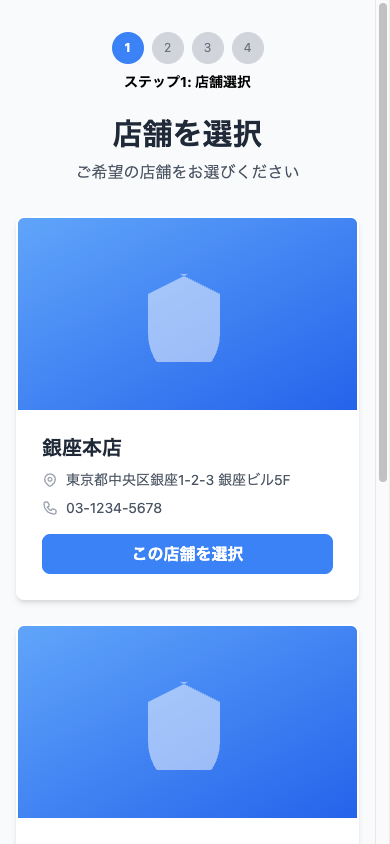 1 2 3 4
ステップ1: 店舗選択
店舗を選択
ご希望の店舗をお選びください
銀座本店
東京都中央区銀座1-2-3 銀座ビル5F
03-1234-5678
この店舗を選択